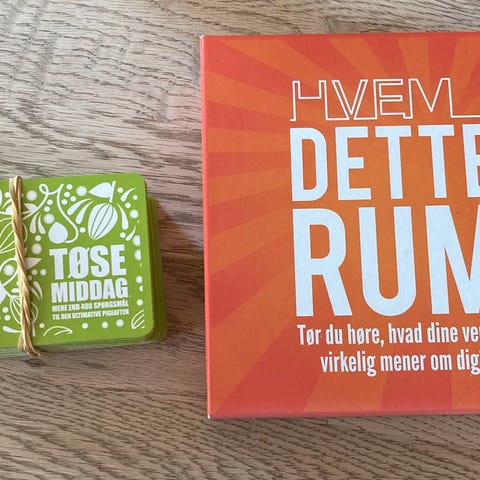 TØSE
MIDDAG
MERE END 400 SPØRGSMÅL
TIL DEN ULTIMATIVE PIGEAFTEN
HVEM
DETTE
RUM
Tør du høre, hvad dine ve
virkelig mener om dig